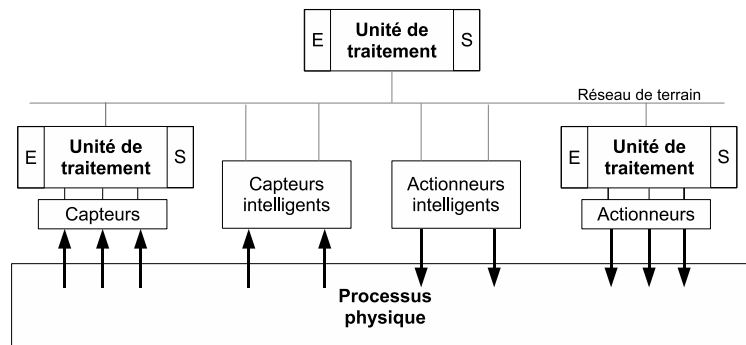 E
Unité de
traitement
S
Réseau de terrain
E
Unité de
traitement
S
Capteurs
Capteurs
intelligents
Actionneurs
intelligents
E
Unité de
traitement
S
Actionneurs
Processus
physique